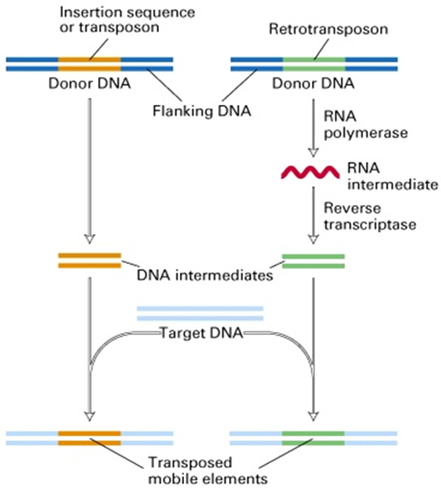 Insertion sequence
or transposon
Retrotransposon
Donor DNA
Donor DNA
Flanking DNA
RNA
polymerase
RNA
intermediate
Reverse
transcriptase
DNA intermediates
Target DNA
Transposed
mobile elements